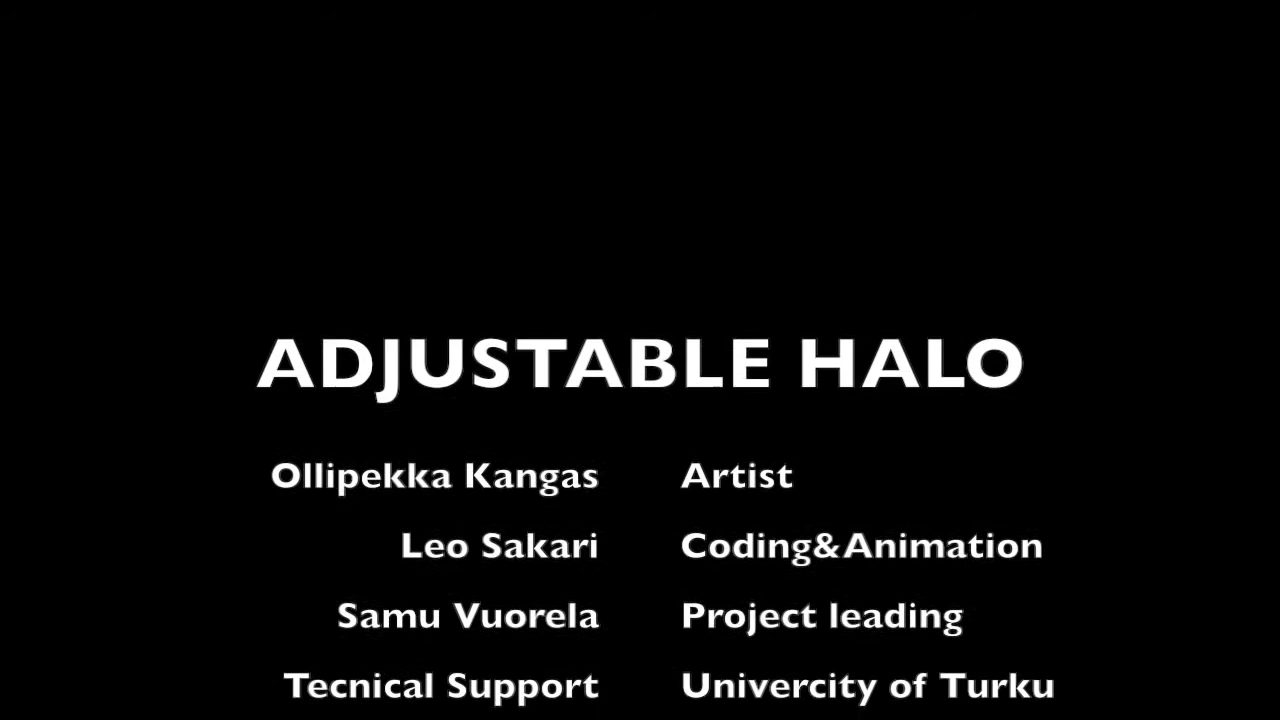 ADJUSTABLE HALO
Ollipekka Kangas Artist
Leo Sakari Coding&Animation
Samu Vuorela Project leading
Tecnical Support Univercity of Turku